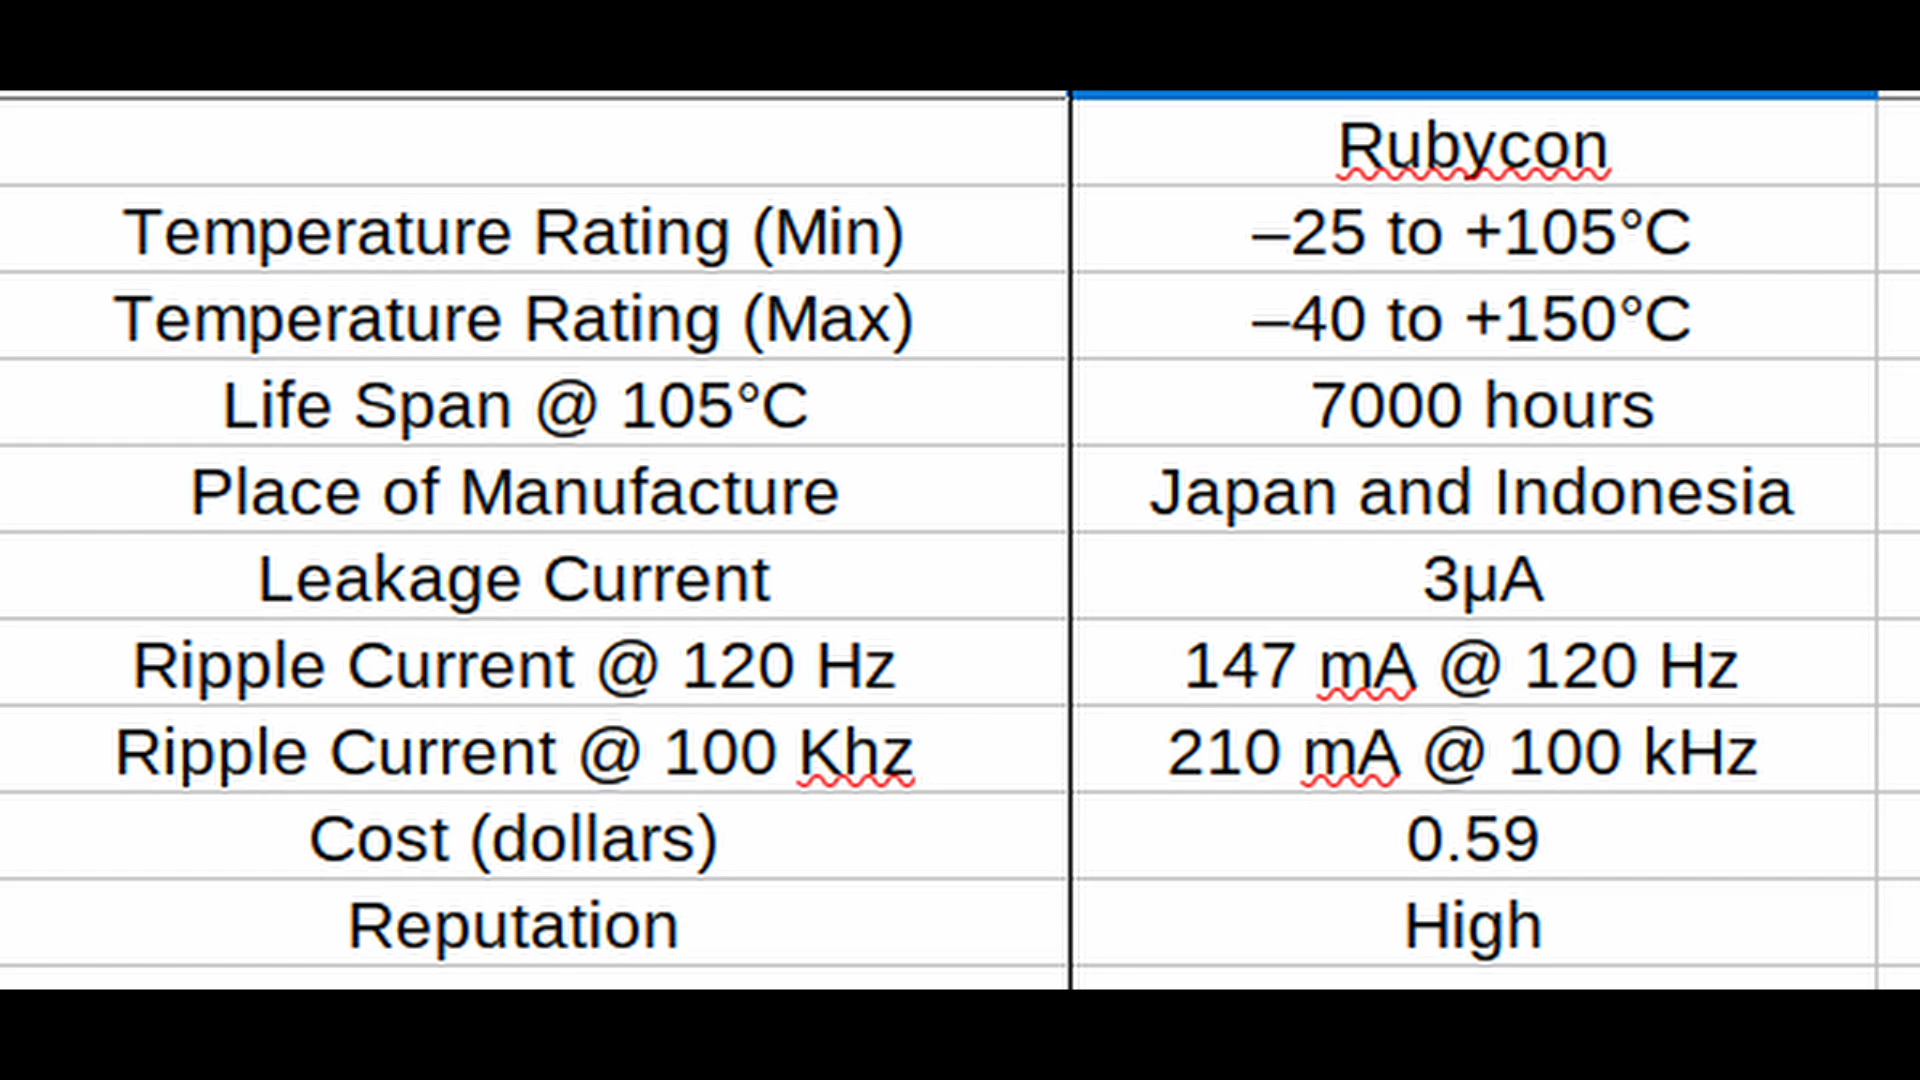 Rubycon
Temperature Rating (Min) –25 to +105°C
Temperature Rating (Max) –40 to +150°C
Life Span @ 105°C 7000 hours
Place of Manufacture Japan and Indonesia
Leakage Current 3μA
Ripple Current @ 120 Hz 147 mA @ 120 Hz
Ripple Current @ 100 Khz 210 mA @ 100 kHz
Cost (dollars) 0.59
Reputation High